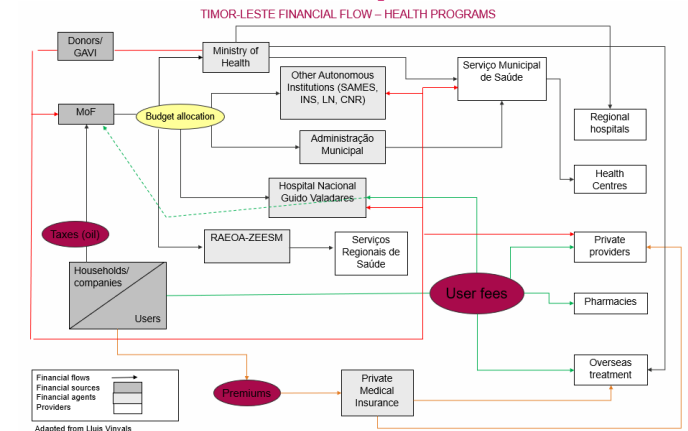 TIMOR-LESTE FINANCIAL FLOW – HEALTH PROGRAMS
Donors/
GAVI
Ministry of
Health
Other Autonomous
Institutions (SAMES,
INS, LN, CNR)
Serviço Municipal
de Saúde
MoF
Budget allocation
Regional
hospitals
Administração
Municipal
Health
Centres
Hospital Nacional
Guido Valadares
Taxes (oil)
RAEOA-ZEESM
Serviços
Regionais de
Saúde
Private
providers
Households/
companies
Users
User fees
Pharmacies
Overseas
treatment
Premiums
Private
Medical
Insurance
Financial flows
Financial sources
Financial agents
Providers
Adapted from Lluis Vinyals